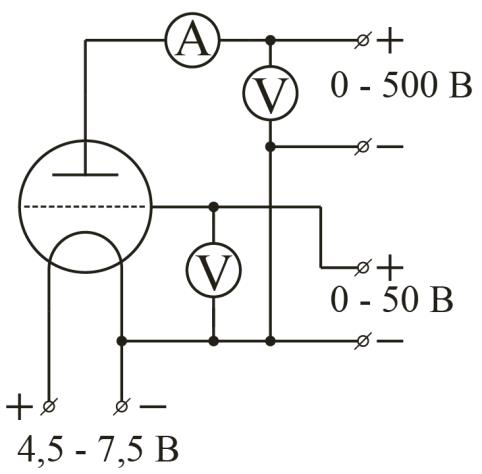 A
+
V
0 - 500 В
—
V
+
0 - 50 В
—
+ —
4,5 - 7,5 В